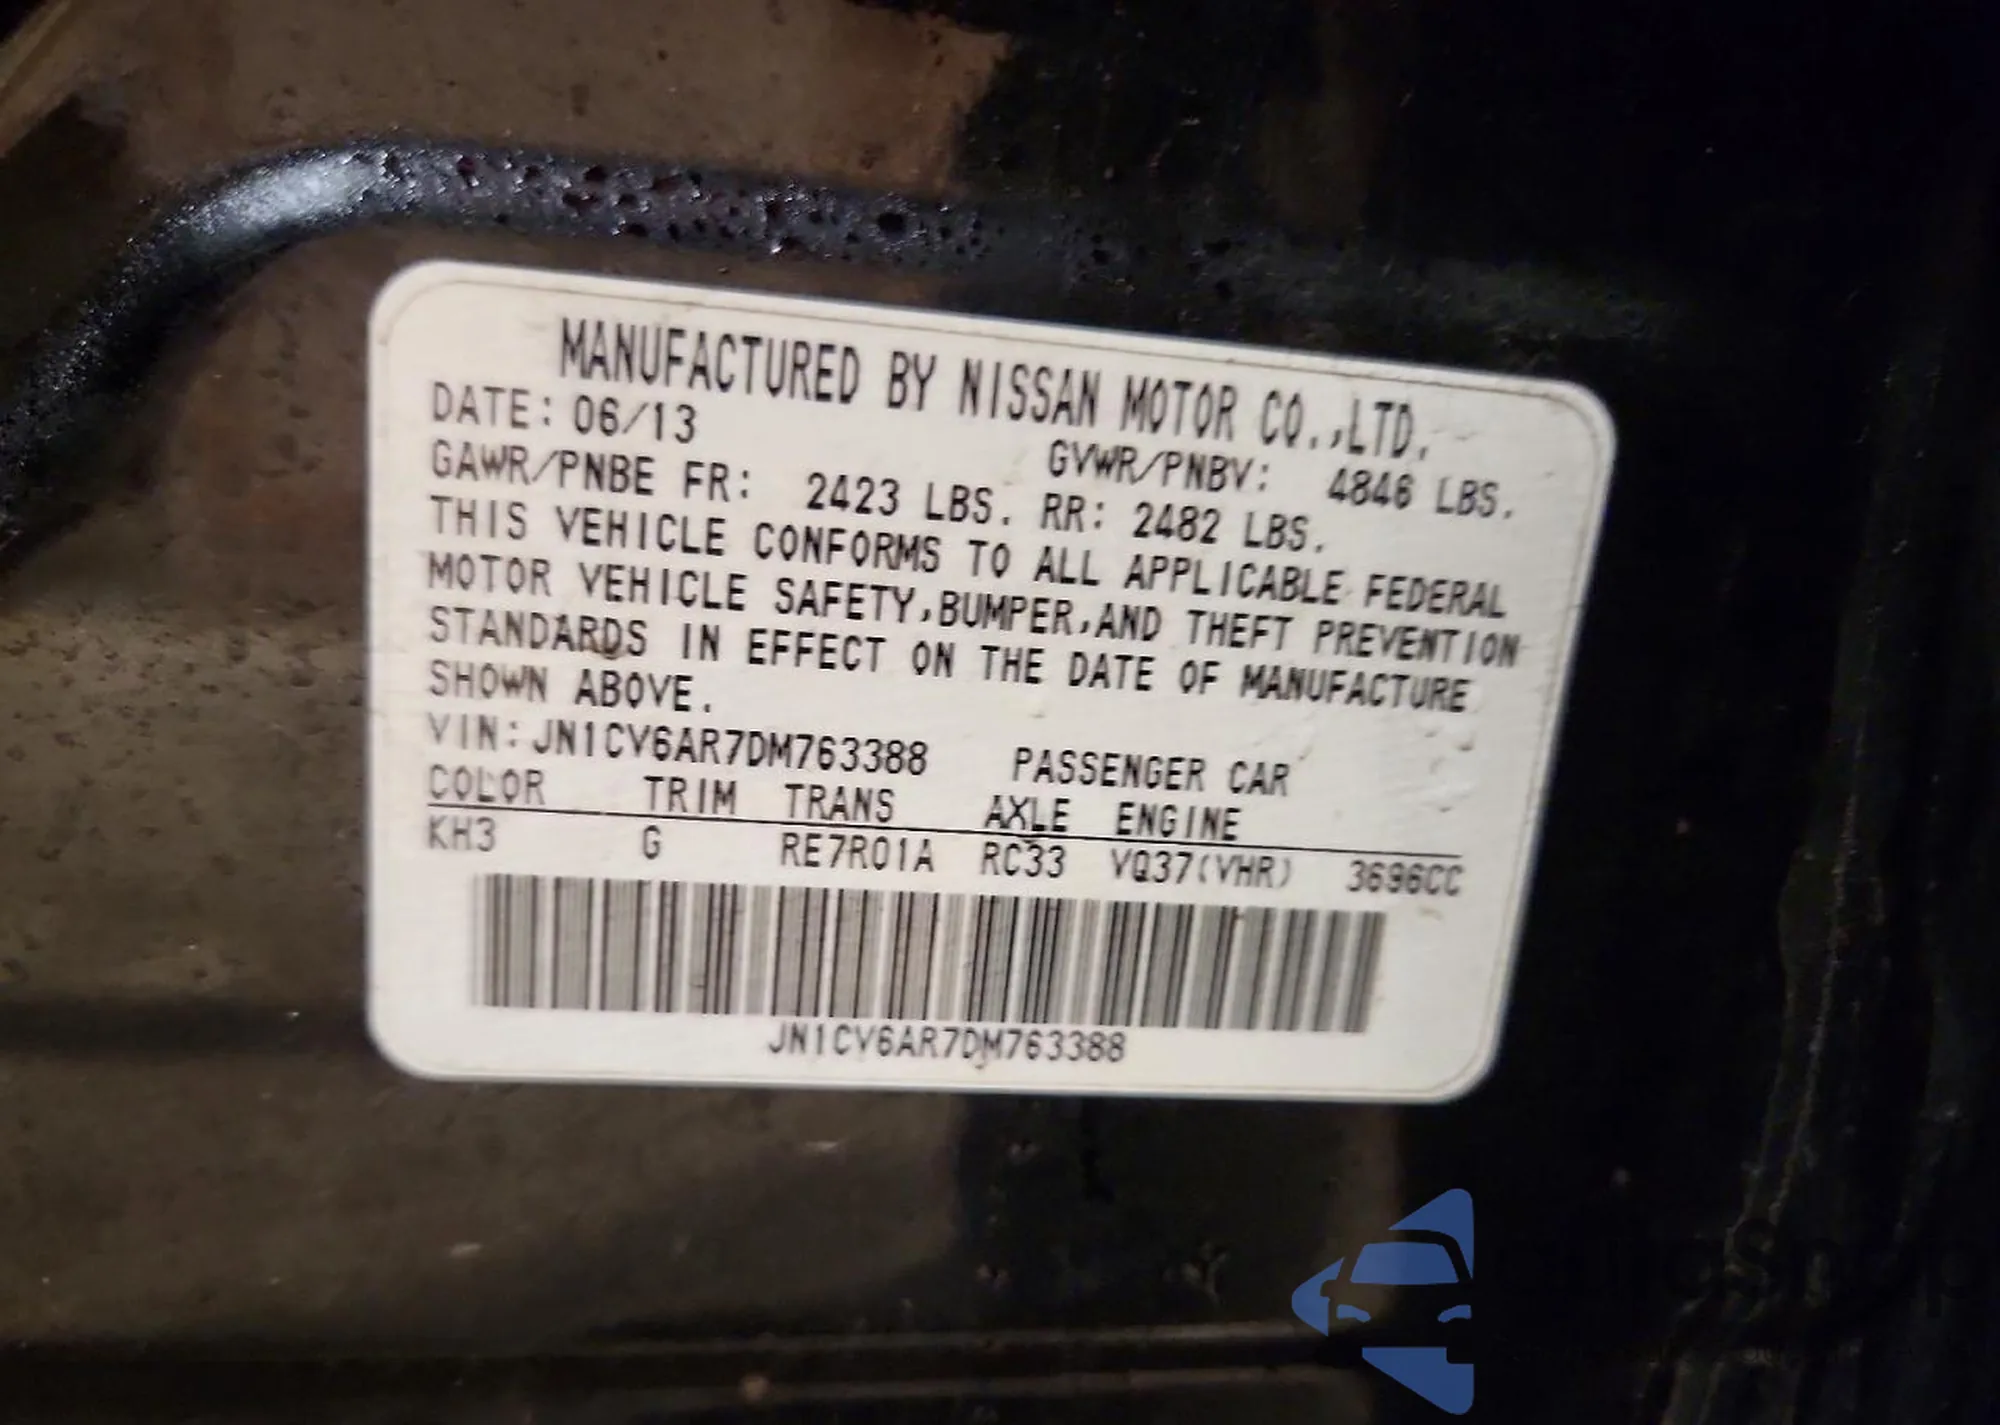 MANUFACTURED BY NISSAN MOTOR CO.,LTD.
DATE: 06/13 GVWR/PNBV: 4846 LBS.
GAWR/PNBE FR: 2423 LBS. RR: 2482 LBS.
THIS VEHICLE CONFORMS TO ALL APPLICABLE FEDERAL
MOTOR VEHICLE SAFETY,BUMPER,AND THEFT PREVENTION
STANDARDS IN EFFECT ON THE DATE OF MANUFACTURE
SHOWN ABOVE.
VIN:JN1CV6AR7DM763388 PASSENGER CAR
COLOR TRIM TRANS AXLE ENGINE
KH3 G RE7R01A RC33 VQ37(VHR) 3696CC
JN1CV6AR7DM763388